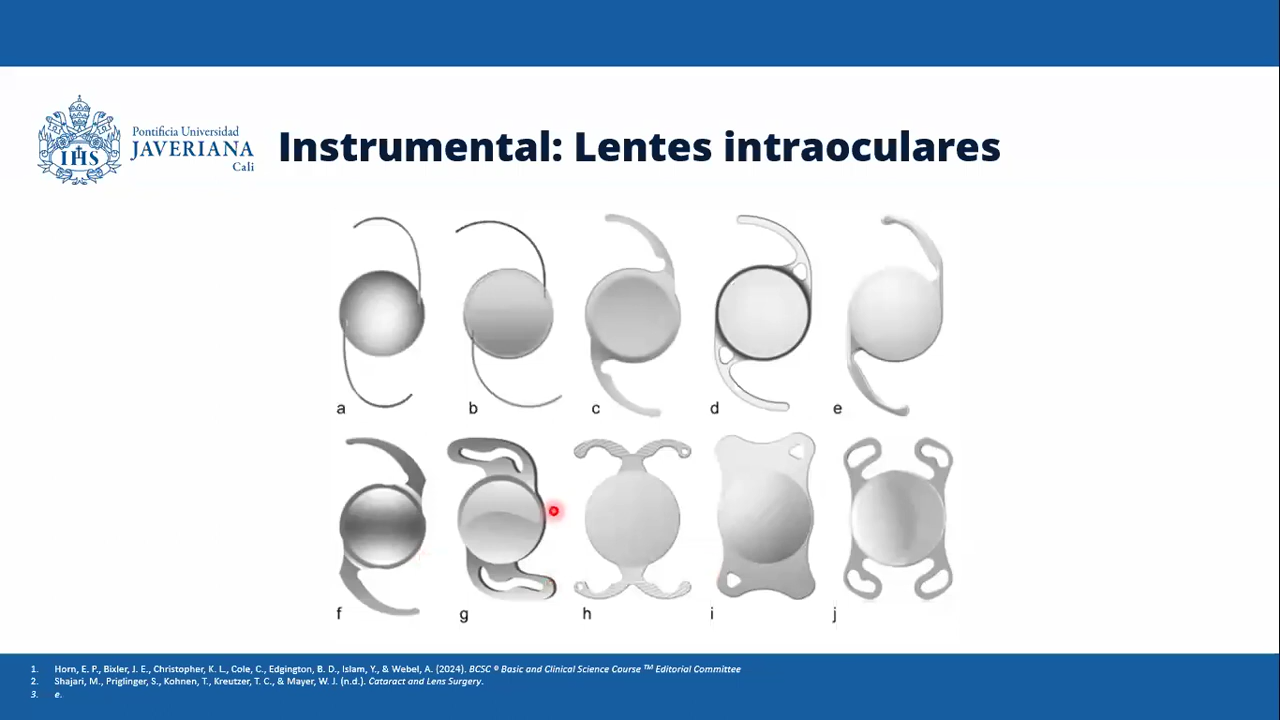 Pontificia Universidad
JAVERIANA
Cali
IHS
Instrumental: Lentes intraoculares
a
b
c
d
e
f
g
h
i
j
1. Horn, E. P., Bixler, J. E., Christopher, K. L., Cole, C., Edgington, B. D., Islam, Y., & Webel, A. (2024). BCSC ® Basic and Clinical Science Course ™ Editorial Committee
2. Shajari, M., Priglinger, S., Kohnen, T., Kreutzer, T. C., & Mayer, W. J. (n.d.). Cataract and Lens Surgery.
3. e.